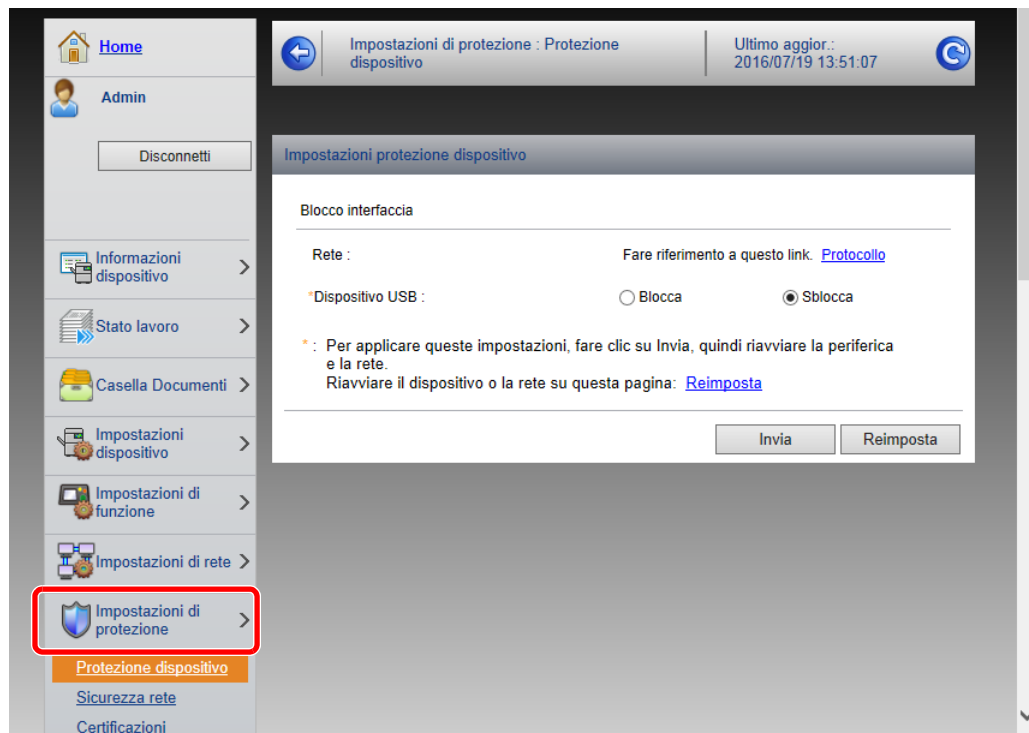 Home
Admin
Disconnetti
Informazioni
dispositivo
Stato lavoro
Casella Documenti
Impostazioni
dispositivo
Impostazioni di
funzione
Impostazioni di rete
Impostazioni di
protezione
Protezione dispositivo
Sicurezza rete
Certificazioni
Impostazioni di protezione : Protezione
dispositivo
Ultimo aggior.:
2016/07/19 13:51:07
Impostazioni protezione dispositivo
Blocco interfaccia
Rete : Fare riferimento a questo link. Protocollo
*Dispositivo USB : Blocca Sblocca
* : Per applicare queste impostazioni, fare clic su Invia, quindi riavviare la periferica
e la rete.
Riavviare il dispositivo o la rete su questa pagina: Reimposta
Invia Reimposta